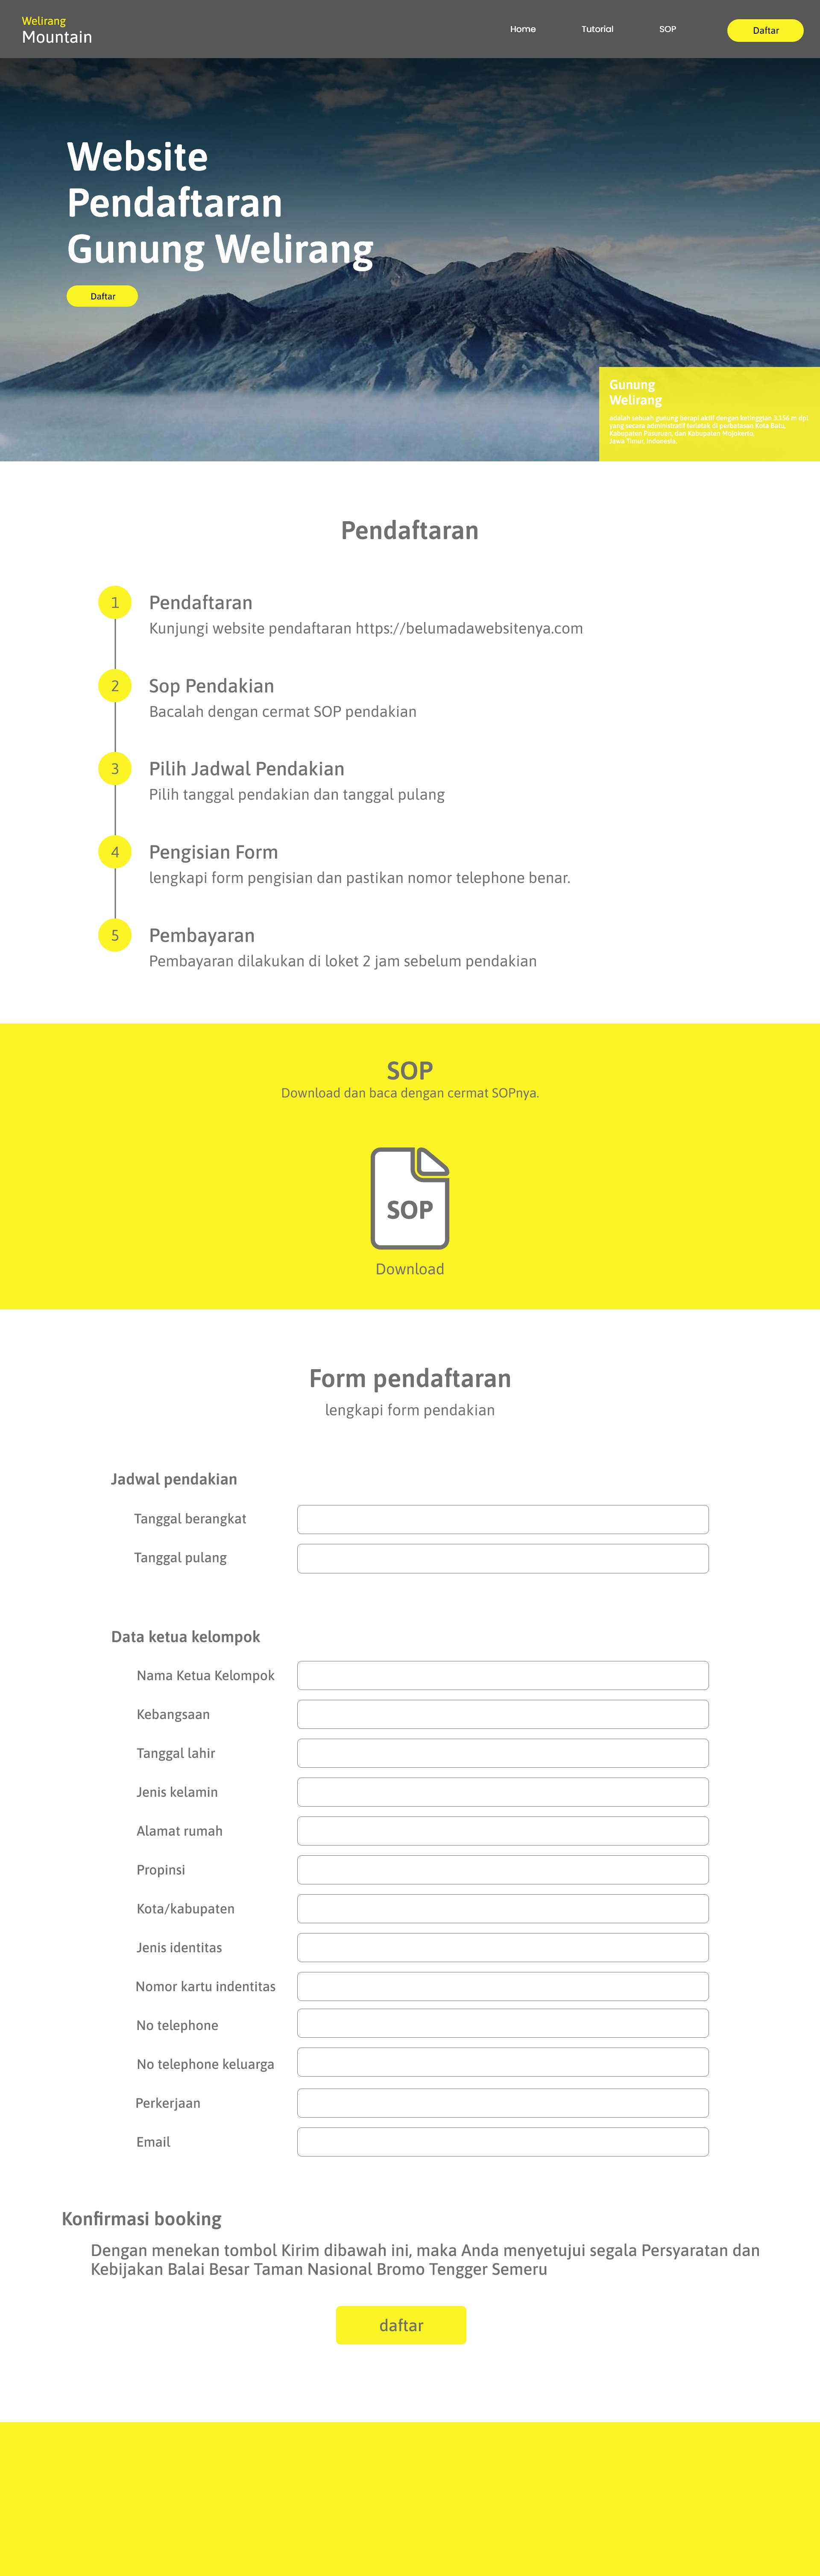 Welirang
Mountain
Home
Tutorial
SOP
Daftar
Website
Pendaftaran
Gunung Welirang
Daftar
Gunung
Welirang
adalah sebuah gunung berapi aktif dengan ketinggian 3.156 m dpl
yang secara administratif terletak di perbatasan Kota Batu,
Kabupaten Pasuruan, dan Kabupaten Mojokerto,
Jawa Timur, Indonesia.
Pendaftaran
1
Pendaftaran
Kunjungi website pendaftaran https://belumadawebsitenya.com
2
Sop Pendakian
Bacalah dengan cermat SOP pendakian
3
Pilih Jadwal Pendakian
Pilih tanggal pendakian dan tanggal pulang
4
Pengisian Form
lengkapi form pengisian dan pastikan nomor telephone benar.
5
Pembayaran
Pembayaran dilakukan di loket 2 jam sebelum pendakian
SOP
Download dan baca dengan cermat SOPnya.
SOP
Download
Form pendaftaran
lengkapi form pendakian
Jadwal pendakian
Tanggal berangkat
Tanggal pulang
Data ketua kelompok
Nama Ketua Kelompok
Kebangsaan
Tanggal lahir
Jenis kelamin
Alamat rumah
Propinsi
Kota/kabupaten
Jenis identitas
Nomor kartu indentitas
No telephone
No telephone keluarga
Perkerjaan
Email
Konfirmasi booking
Dengan menekan tombol Kirim dibawah ini, maka Anda menyetujui segala Persyaratan dan
Kebijakan Balai Besar Taman Nasional Bromo Tengger Semeru
daftar